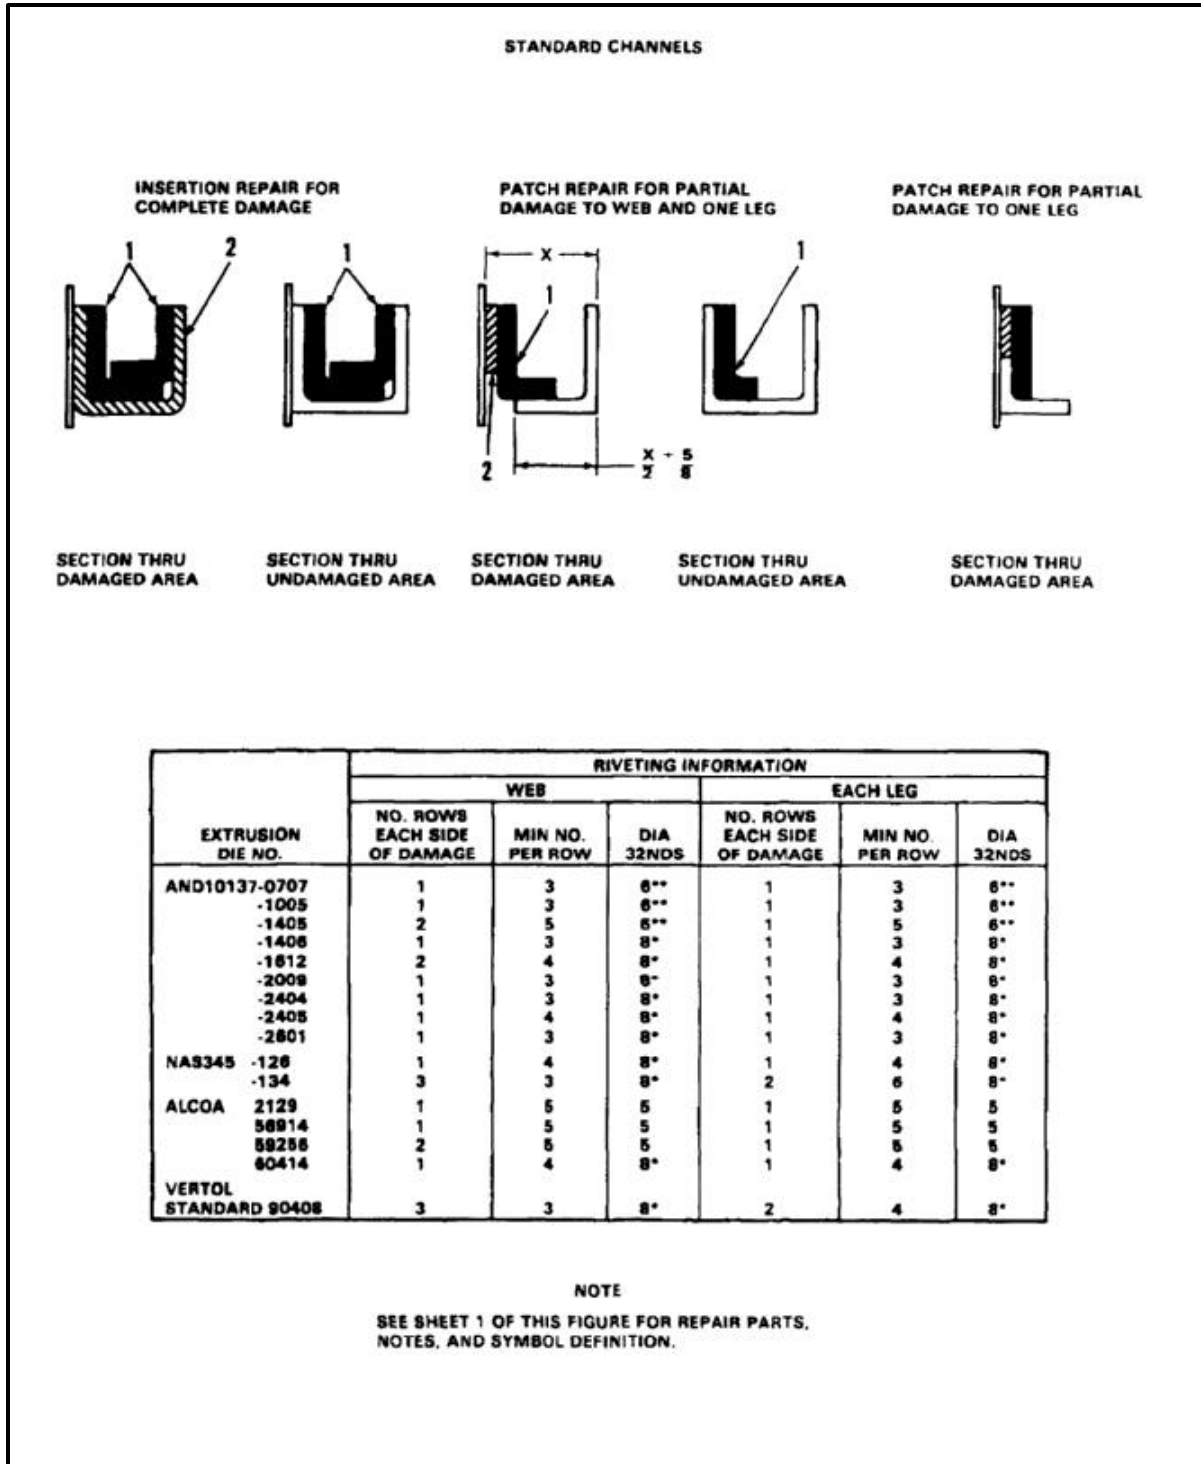 STANDARD CHANNELS
INSERTION REPAIR FOR
COMPLETE DAMAGE
PATCH REPAIR FOR PARTIAL
DAMAGE TO WEB AND ONE LEG
PATCH REPAIR FOR PARTIAL
DAMAGE TO ONE LEG
1 2 1 X 1 1
2
X + 5
2 8
SECTION THRU
DAMAGED AREA
SECTION THRU
UNDAMAGED AREA
SECTION THRU
DAMAGED AREA
SECTION THRU
UNDAMAGED AREA
SECTION THRU
DAMAGED AREA
RIVETING INFORMATION
WEB EACH LEG
EXTRUSION
DIE NO.
NO. ROWS
EACH SIDE
OF DAMAGE
MIN NO.
PER ROW
DIA
32NDS
NO. ROWS
EACH SIDE
OF DAMAGE
MIN NO.
PER ROW
DIA
32NDS
AND10137-0707 1 3 6** 1 3 6**
-1005 1 3 6** 1 3 6**
-1405 2 5 6** 1 5 6**
-1406 1 3 8* 1 3 8*
-1612 2 4 8* 1 4 8*
-2009 1 3 1 3
-2404 1 3 8* 1 3 8*
-2405 1 4 8* 1 4 8*
-2601 1 3 8* 1 3 8*
NAS345 -126 1 4 8* 1 4 8*
-134 3 3 8* 2 6 8*
ALCOA 2129 1 5 5 1 5 5
56914 1 5 5 1 5 5
59256 2 5 5 1 5 5
60414 1 4 8* 1 4 8*
VERTOL
STANDARD 90408 3 3 8* 2 4 8*
NOTE
SEE SHEET 1 OF THIS FIGURE FOR REPAIR PARTS,
NOTES, AND SYMBOL DEFINITION.